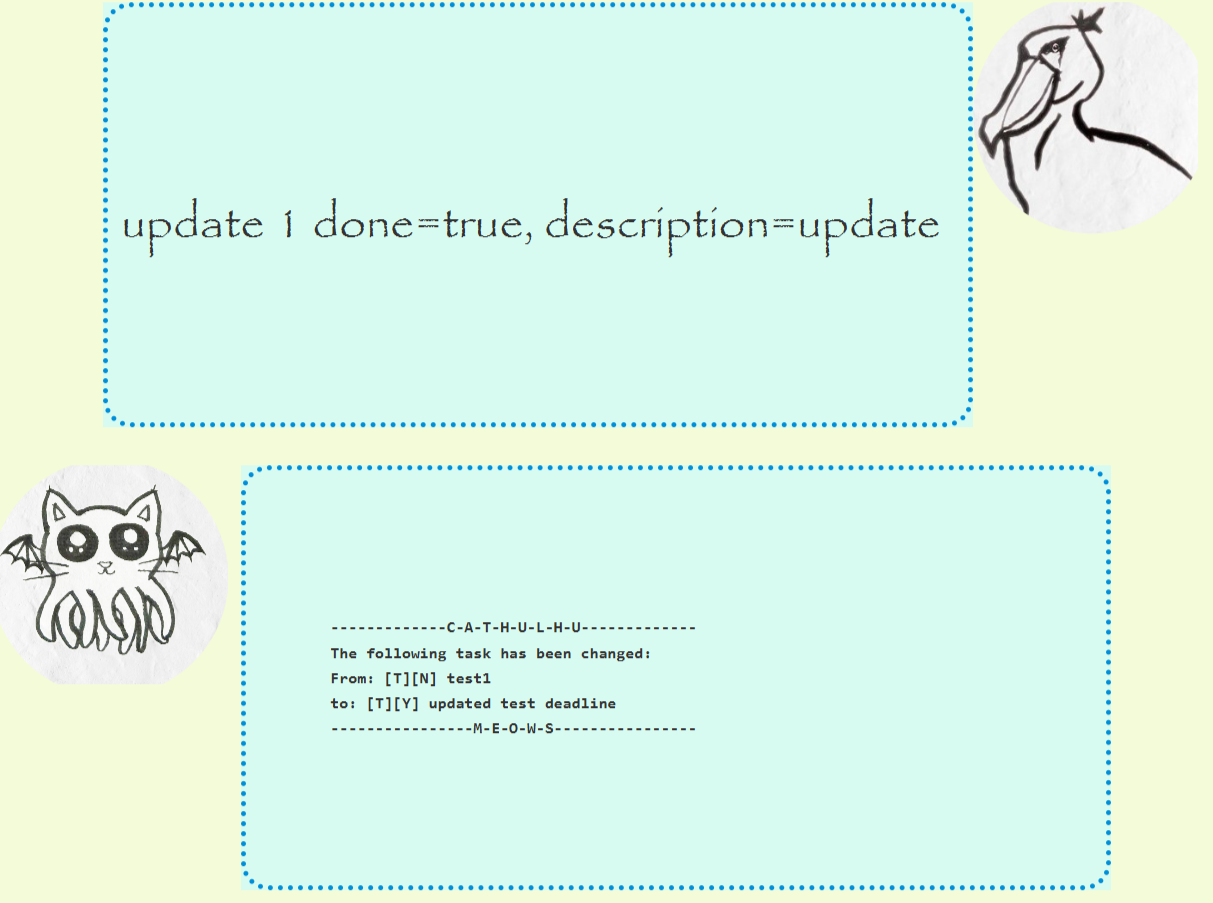 update 1 done=true, description=update
-------------C-A-T-H-U-L-H-U-------------
The following task has been changed:
From: [T][N] test1
to: [T][Y] updated test deadline
----------------M-E-O-W-S----------------